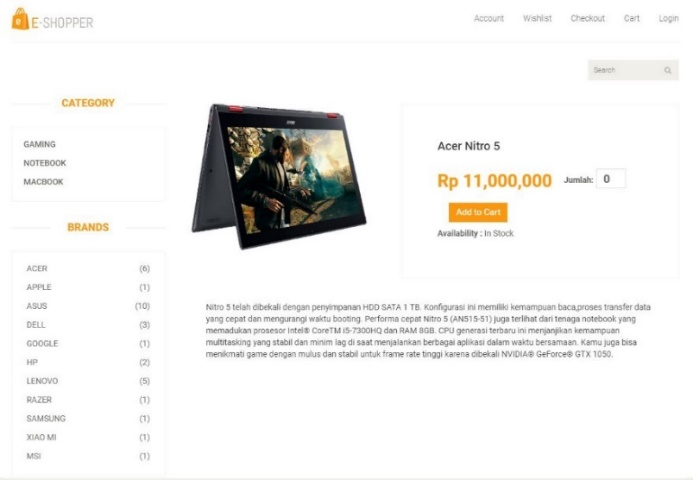 E-SHOPPER
Account Wishlist Checkout Cart Login
Search
CATEGORY
GAMING
NOTEBOOK
MACBOOK
BRANDS
ACER (6)
APPLE (1)
ASUS (10)
DELL (3)
GOOGLE (1)
HP (2)
LENOVO (5)
RAZER (1)
SAMSUNG (1)
XIAO MI (1)
MSI (1)
acer
Acer Nitro 5
Rp 11,000,000 Jumlah: 0
Add to Cart
Availability : In Stock
Nitro 5 telah dibekali dengan penyimpanan HDD SATA 1 TB. Konfigurasi ini memiliki kemampuan baca,proses transfer data
yang cepat dan mengurangi waktu booting. Performa cepat Nitro 5 (AN515-51) juga terlihat dari tenaga notebook yang
memadukan prosesor Intel® CoreTM i5-7300HQ dan RAM 8GB. CPU generasi terbaru ini menjanjikan kemampuan
multitasking yang stabil dan minim lag di saat menjalankan berbagai aplikasi dalam waktu bersamaan. Kamu juga bisa
menikmati game dengan mulus dan stabil untuk frame rate tinggi karena dibekali NVIDIA® GeForce® GTX 1050.